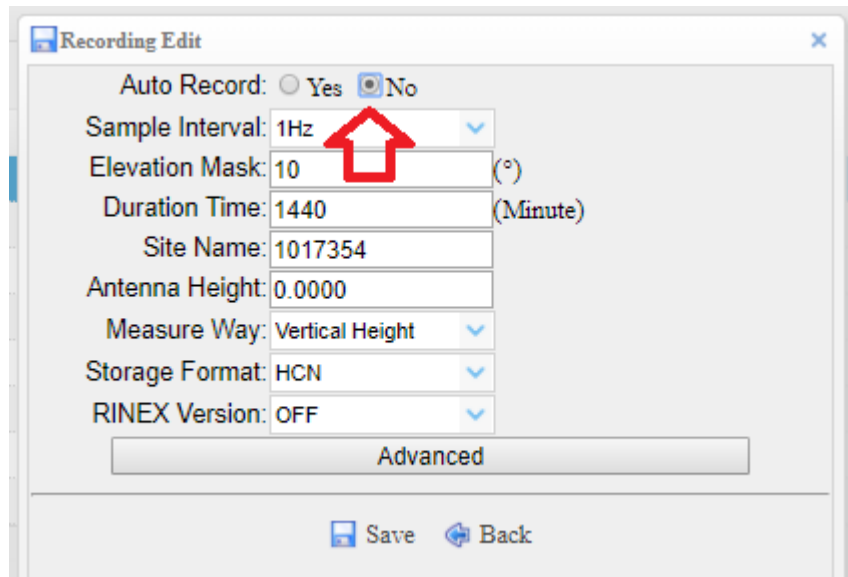 Recording Edit
Auto Record: Yes No
Sample Interval: 1Hz
Elevation Mask: 10 (°)
Duration Time: 1440 (Minute)
Site Name: 1017354
Antenna Height: 0.0000
Measure Way: Vertical Height
Storage Format: HCN
RINEX Version: OFF
Advanced
Save Back